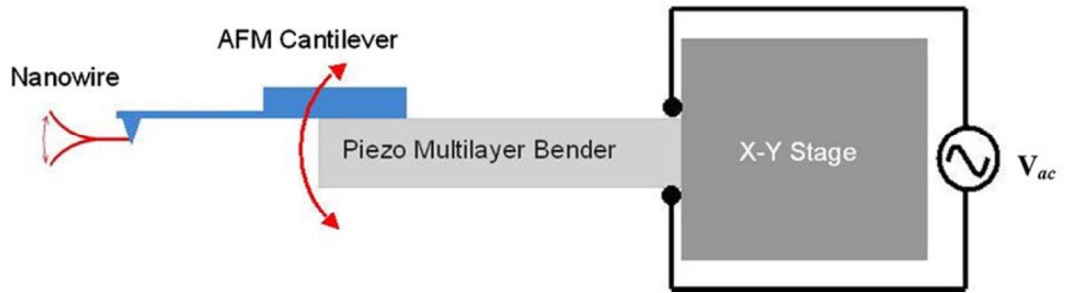 AFM Cantilever
Nanowire
Piezo Multilayer Bender
X-Y Stage
Vac